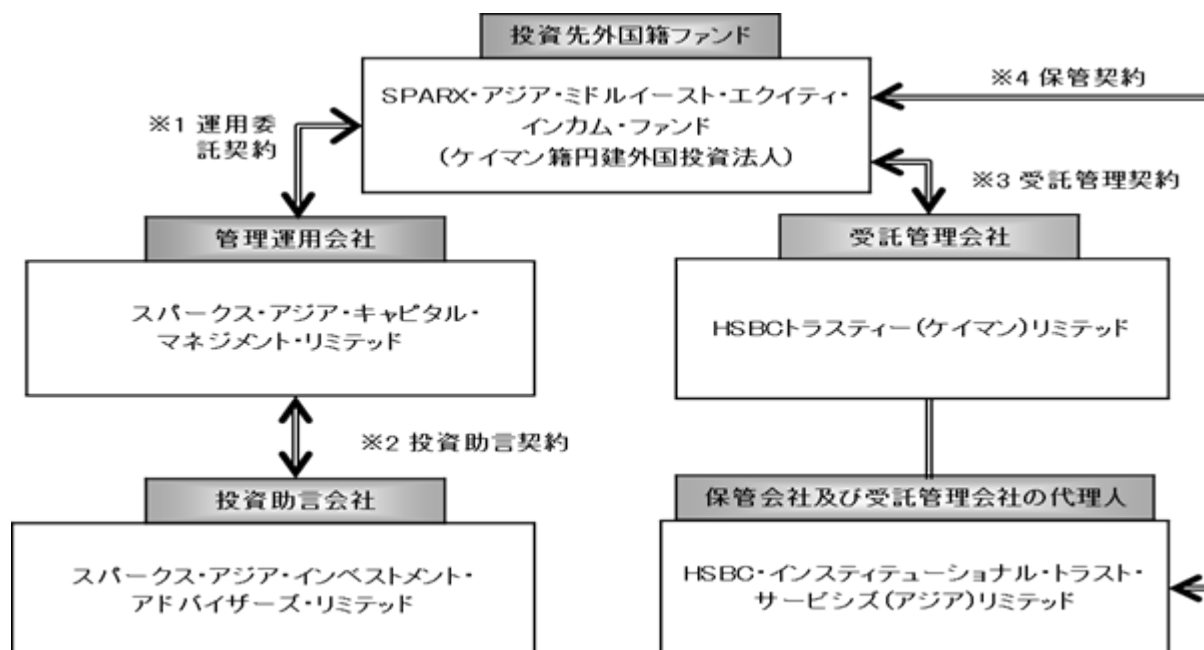 投資先外国籍ファンド
SPARX・アジア・ミドルイースト・エクイティ・
インカム・ファンド
(ケイマン籍円建外国投資法人)
※4 保管契約
※1 運用委
託契約
※3 受託管理契約
管理運用会社
スパークス・アジア・キャピタル・
マネジメント・リミテッド
受託管理会社
HSBCトラスティー(ケイマン)リミテッド
※2 投資助言契約
投資助言会社
スパークス・アジア・インベストメント・
アドバイザーズ・リミテッド
保管会社及び受託管理会社の代理人
HSBC・インスティテューショナル・トラスト・
サービシズ(アジア)リミテッド